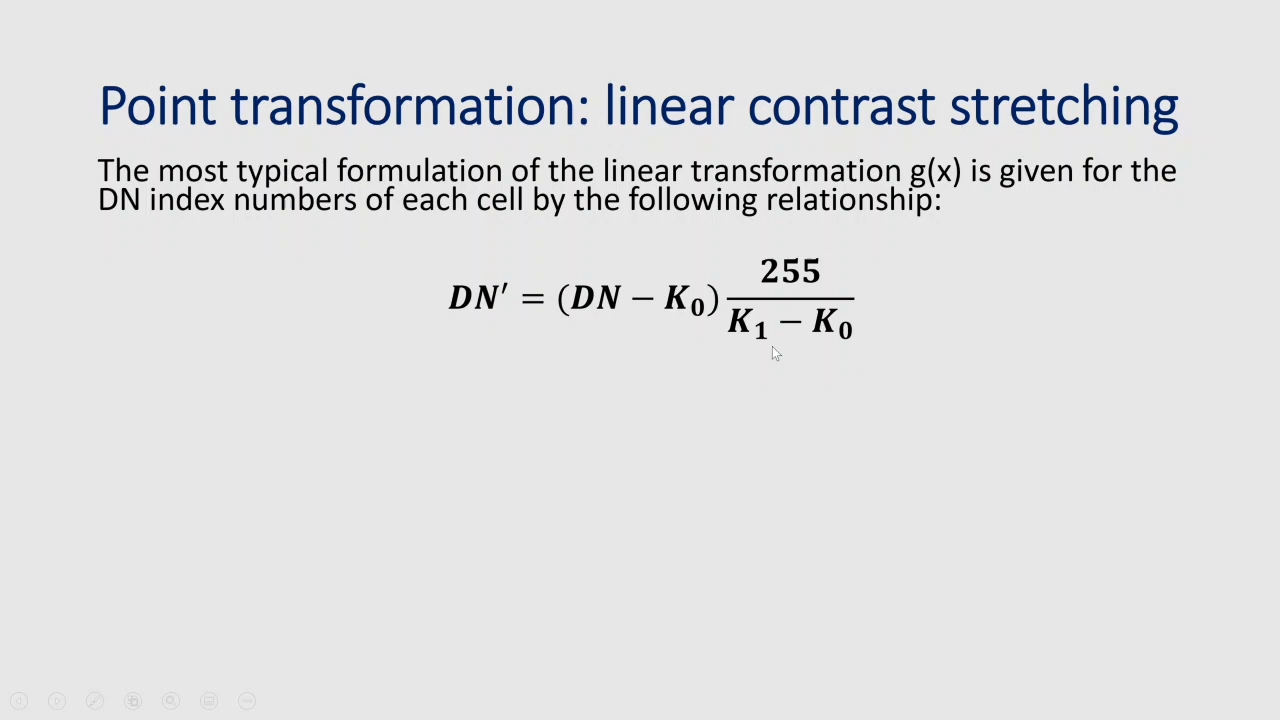 Point transformation: linear contrast stretching
The most typical formulation of the linear transformation g(x) is given for the
DN index numbers of each cell by the following relationship:
DN′ = (DN − K₀) 255 / (K₁ − K₀)